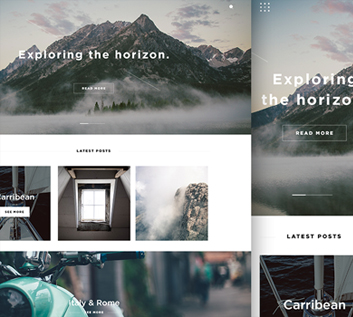 Exploring the horizon.
READ MORE
LATEST POSTS
Carribean
SEE MORE
Italy & Rome
SEE MORE
Exploring
the horizo
READ MORE
LATEST POSTS
Carribean